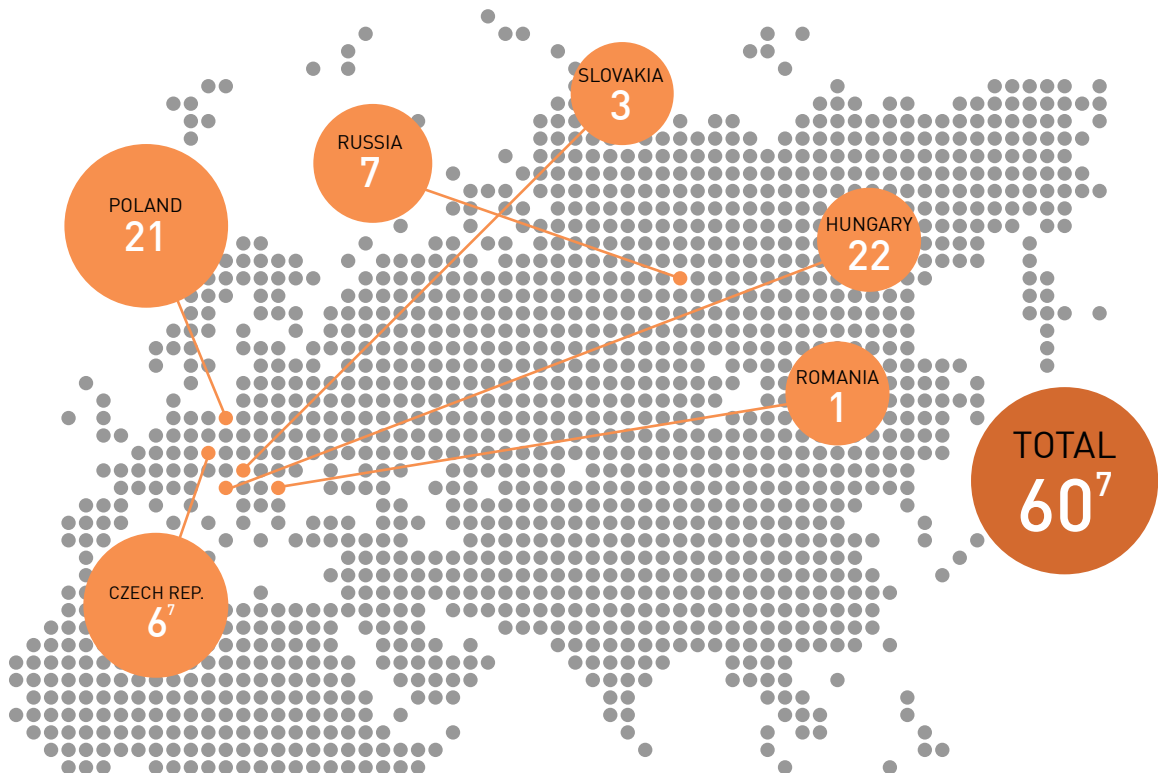 SLOVAKIA
3
RUSSIA
7
POLAND
21
HUNGARY
22
ROMANIA
1
TOTAL
60⁷
CZECH REP.
6⁷